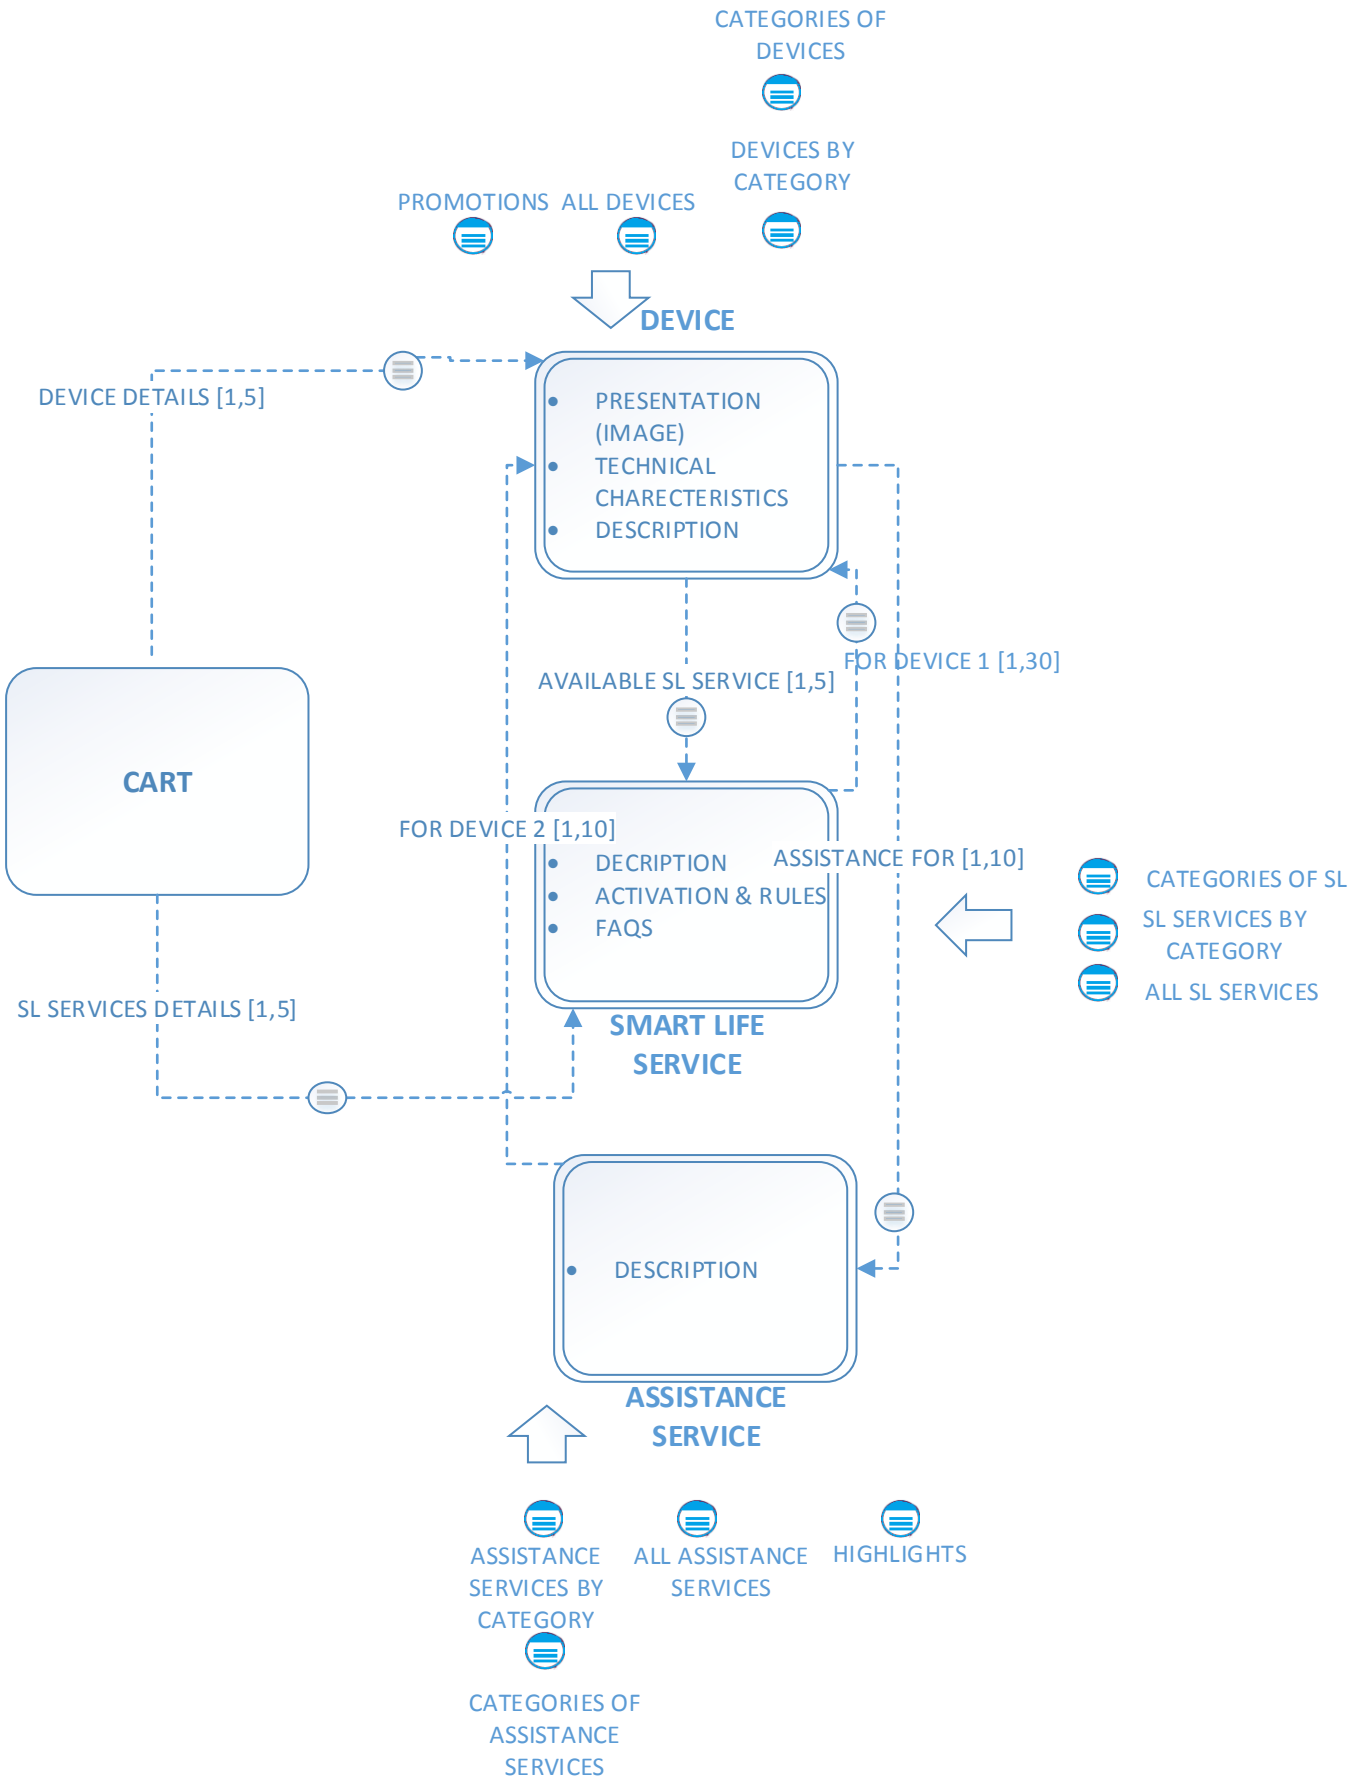 CATEGORIES OF
DEVICES
DEVICES BY
CATEGORY
PROMOTIONS
ALL DEVICES
DEVICE
DEVICE DETAILS [1,5]
PRESENTATION
(IMAGE)
TECHNICAL
CHARECTERISTICS
DESCRIPTION
FOR DEVICE 1 [1,30]
AVAILABLE SL SERVICE [1,5]
CART
FOR DEVICE 2 [1,10]
ASSISTANCE FOR [1,10]
DECRIPTION
ACTIVATION & RULES
FAQS
CATEGORIES OF SL
SL SERVICES BY
CATEGORY
ALL SL SERVICES
SL SERVICES DETAILS [1,5]
SMART LIFE
SERVICE
DESCRIPTION
ASSISTANCE
SERVICE
ASSISTANCE
SERVICES BY
CATEGORY
ALL ASSISTANCE
SERVICES
HIGHLIGHTS
CATEGORIES OF
ASSISTANCE
SERVICES